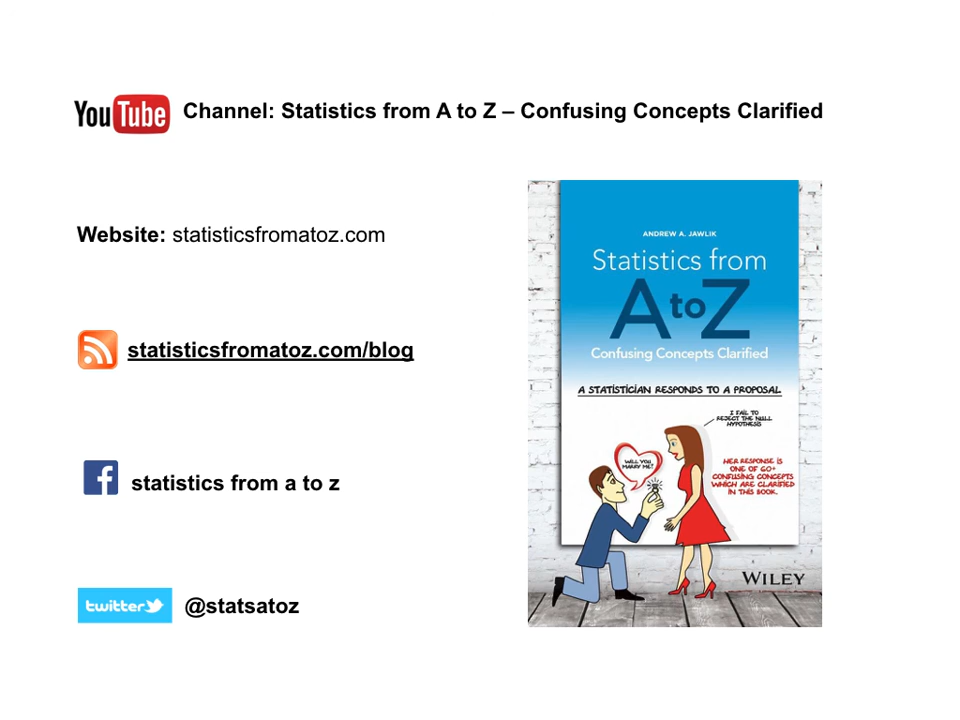 YouTube Channel: Statistics from A to Z – Confusing Concepts Clarified
Website: statisticsfromatoz.com
statisticsfromatoz.com/blog
statistics from a to z
twitter @statsatoz
ANDREW A. JAWLIK
Statistics from
A to Z
Confusing Concepts Clarified
A STATISTICIAN RESPONDS TO A PROPOSAL
I FAIL TO
REJECT THE NULL
HYPOTHESIS
WILL YOU
MARRY ME?
HER RESPONSE IS
ONE OF 60+
CONFUSING CONCEPTS
WHICH ARE CLARIFIED
IN THIS BOOK.
WILEY